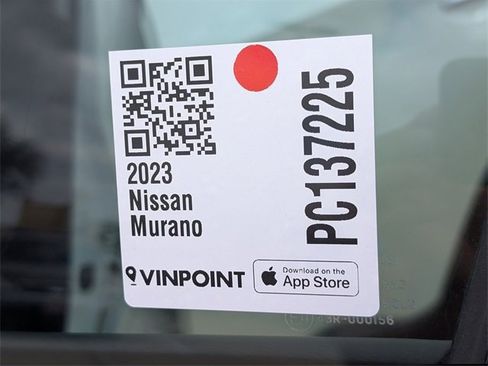 2023
Nissan
Murano
PC137225
VINPOINT
Download on the
App Store